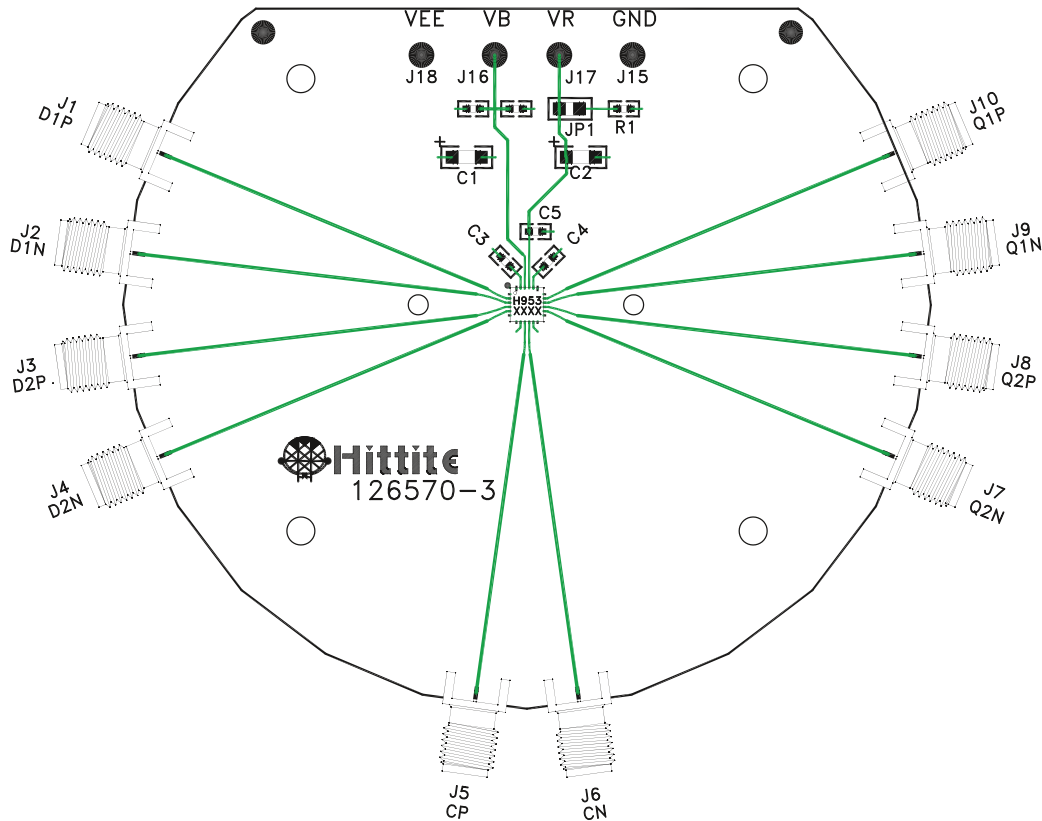 VEE VB VR GND
J18 J16 J17 J15
J1
D1P
J10
Q1P
JP1 R1
+
C1
+
C2
J2
D1N
C5
C3
C4
J9
Q1N
H953
XXXX
J3
D2P
J8
Q2P
Hittite
126570-3
J4
D2N
J7
Q2N
J5
CP
J6
CN